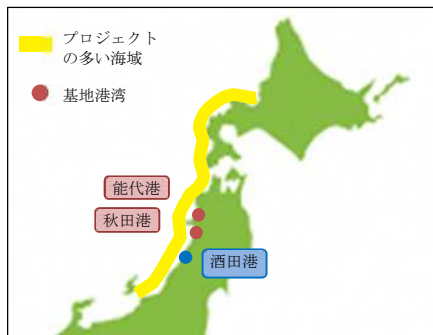 プロジェクト
の多い海域
基地港湾
能代港
秋田港
酒田港